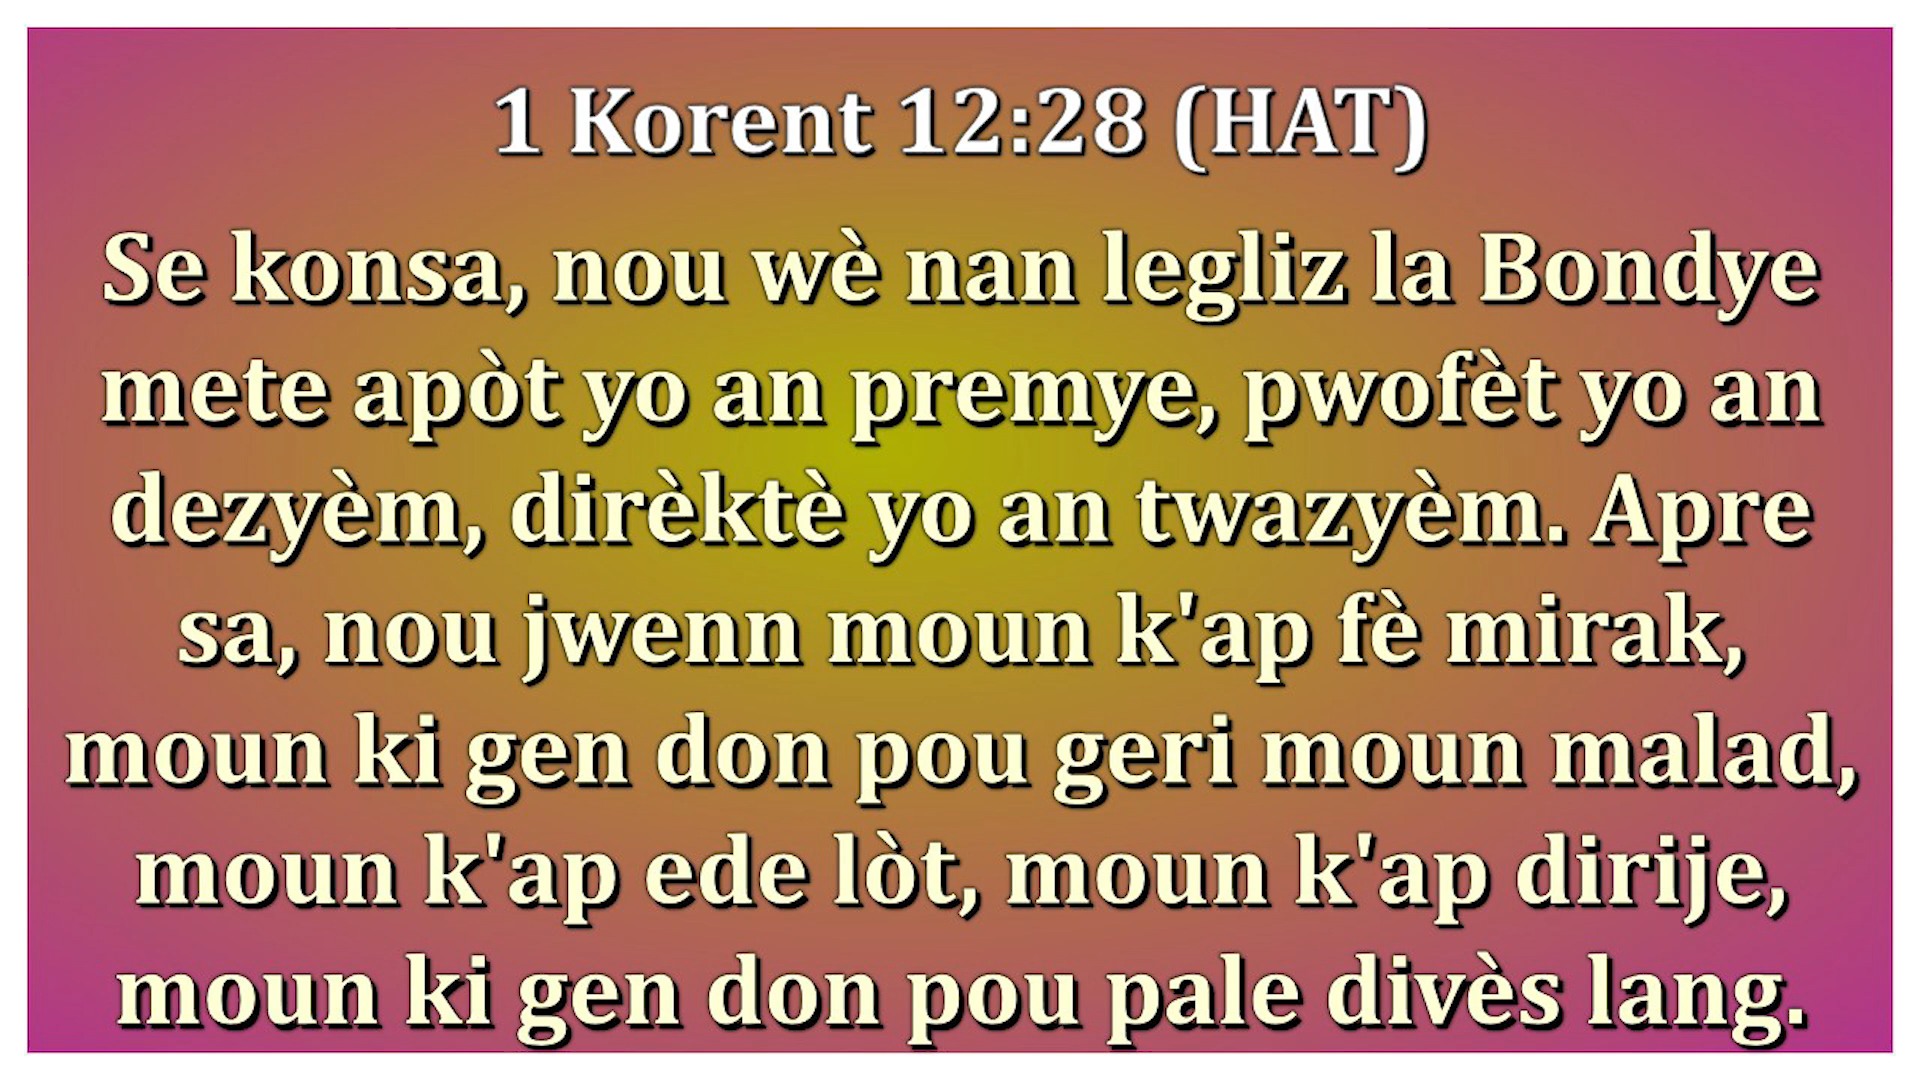 1 Korent 12:28 (HAT)
Se konsa, nou wè nan legliz la Bondye
mete apòt yo an premye, pwofèt yo an
dezyèm, dirèktè yo an twazyèm. Apre
sa, nou jwenn moun k'ap fè mirak,
moun ki gen don pou geri moun malad,
moun k'ap ede lòt, moun k'ap dirije,
moun ki gen don pou pale divès lang.